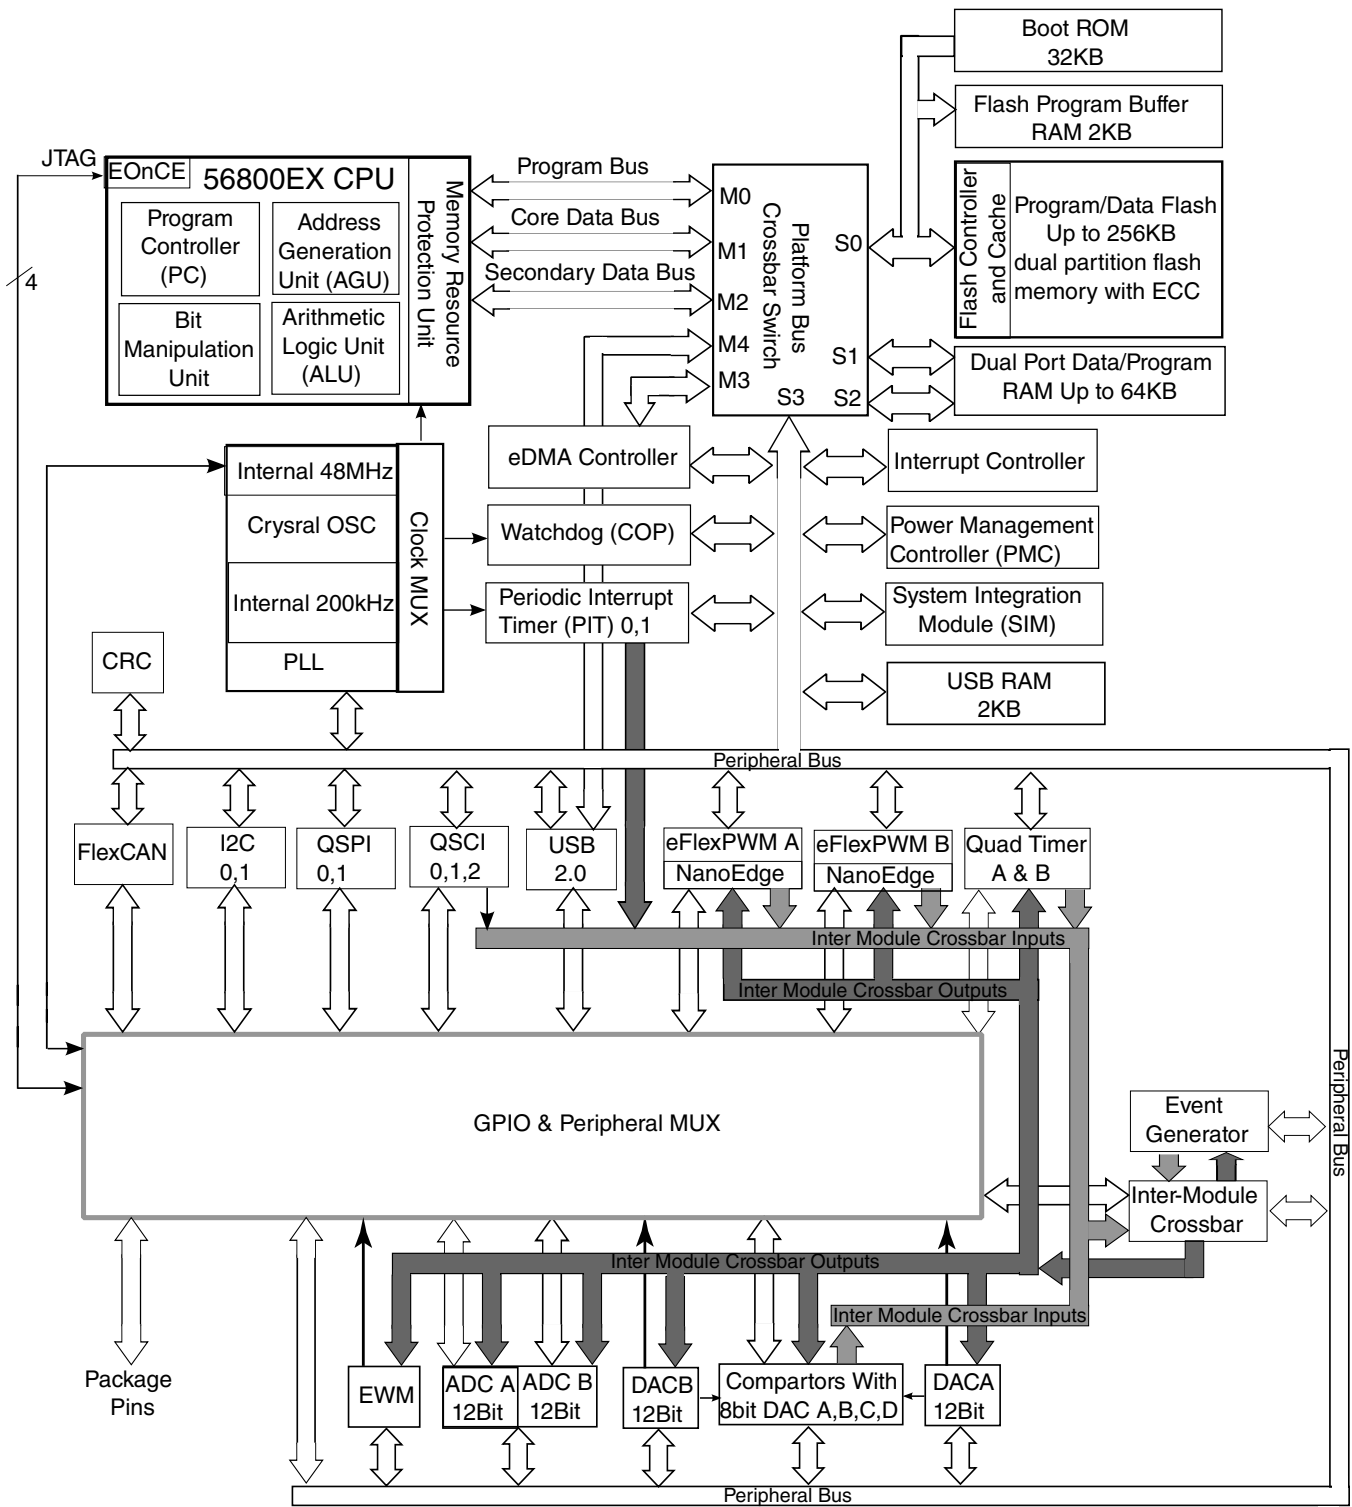 Boot ROM
32KB
Flash Program Buffer
RAM 2KB
JTAG
EOnCE
56800EX CPU
Program
Controller
(PC)
Address
Generation
Unit (AGU)
Bit
Manipulation
Unit
Arithmetic
Logic Unit
(ALU)
Memory Resource
Protection Unit
4
Program Bus
Core Data Bus
Secondary Data Bus
M0
M1
M2
M4
M3
Platform Bus
Crossbar Swirch
S0
S1
S2
S3
Flash Controller
and Cache
Program/Data Flash
Up to 256KB
dual partition flash
memory with ECC
Dual Port Data/Program
RAM Up to 64KB
Internal 48MHz
Crysral OSC
Internal 200kHz
PLL
Clock MUX
eDMA Controller
Watchdog (COP)
Periodic Interrupt
Timer (PIT) 0,1
Interrupt Controller
Power Management
Controller (PMC)
System Integration
Module (SIM)
USB RAM
2KB
CRC
Peripheral Bus
FlexCAN
I2C
0,1
QSPI
0,1
QSCI
0,1,2
USB
2.0
eFlexPWM A
NanoEdge
eFlexPWM B
NanoEdge
Quad Timer
A & B
Inter Module Crossbar Inputs
Inter Module Crossbar Outputs
GPIO & Peripheral MUX
Peripheral Bus
Event
Generator
Inter-Module
Crossbar
Inter Module Crossbar Outputs
Inter Module Crossbar Inputs
Package
Pins
EWM
ADC A
12Bit
ADC B
12Bit
DACB
12Bit
Compartors With
8bit DAC A,B,C,D
DACA
12Bit
Peripheral Bus